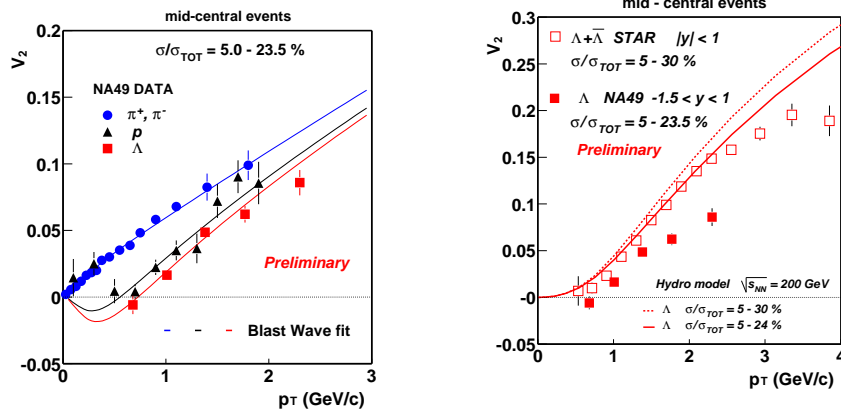 mid-central events
V₂
0.2
0.15
0.1
0.05
0
-0.05
σ/σTOT = 5.0 - 23.5 %
NA49 DATA
π⁺, π⁻
p
Λ
Preliminary
Blast Wave fit
0
1
2
3
pT (GeV/c)
mid - central events
V₂
0.3
0.25
0.2
0.15
0.1
0.05
-0
-0.05
Λ+Λ̅ STAR |y| < 1
σ/σTOT = 5 - 30 %
Λ NA49 -1.5 < y < 1
σ/σTOT = 5 - 23.5 %
Preliminary
Hydro model √sNN = 200 GeV
Λ σ/σTOT = 5 - 30 %
Λ σ/σTOT = 5 - 24 %
0
1
2
3
4
pT (GeV/c)